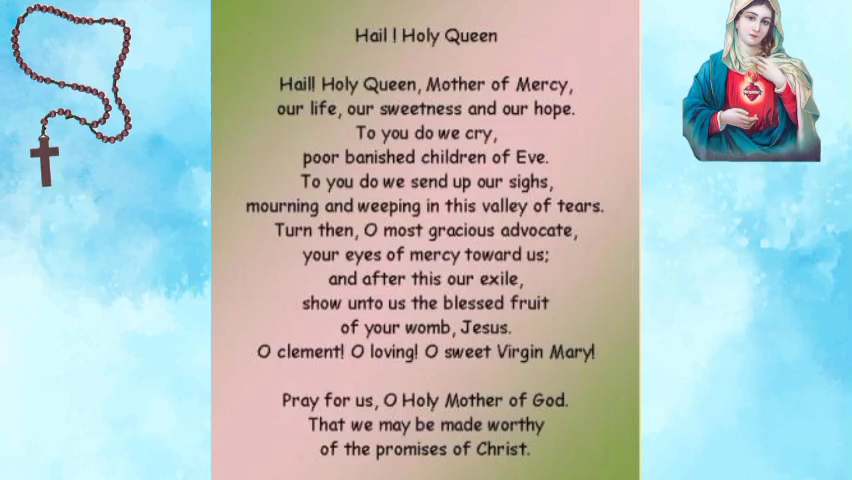 Hail ! Holy Queen
Hail! Holy Queen, Mother of Mercy,
our life, our sweetness and our hope.
To you do we cry,
poor banished children of Eve.
To you do we send up our sighs,
mourning and weeping in this valley of tears.
Turn then, O most gracious advocate,
your eyes of mercy toward us;
and after this our exile,
show unto us the blessed fruit
of your womb, Jesus.
O clement! O loving! O sweet Virgin Mary!
Pray for us, O Holy Mother of God.
That we may be made worthy
of the promises of Christ.